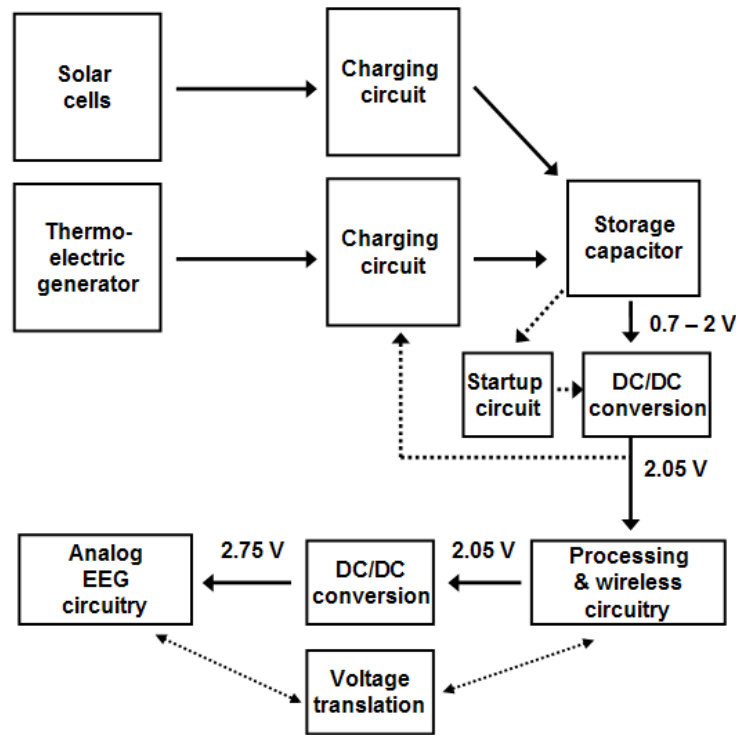 Solar
cells
Charging
circuit
Thermo-
electric
generator
Charging
circuit
Storage
capacitor
0.7 – 2 V
Startup
circuit
DC/DC
conversion
2.05 V
Analog
EEG
circuitry
2.75 V
DC/DC
conversion
2.05 V
Processing
& wireless
circuitry
Voltage
translation